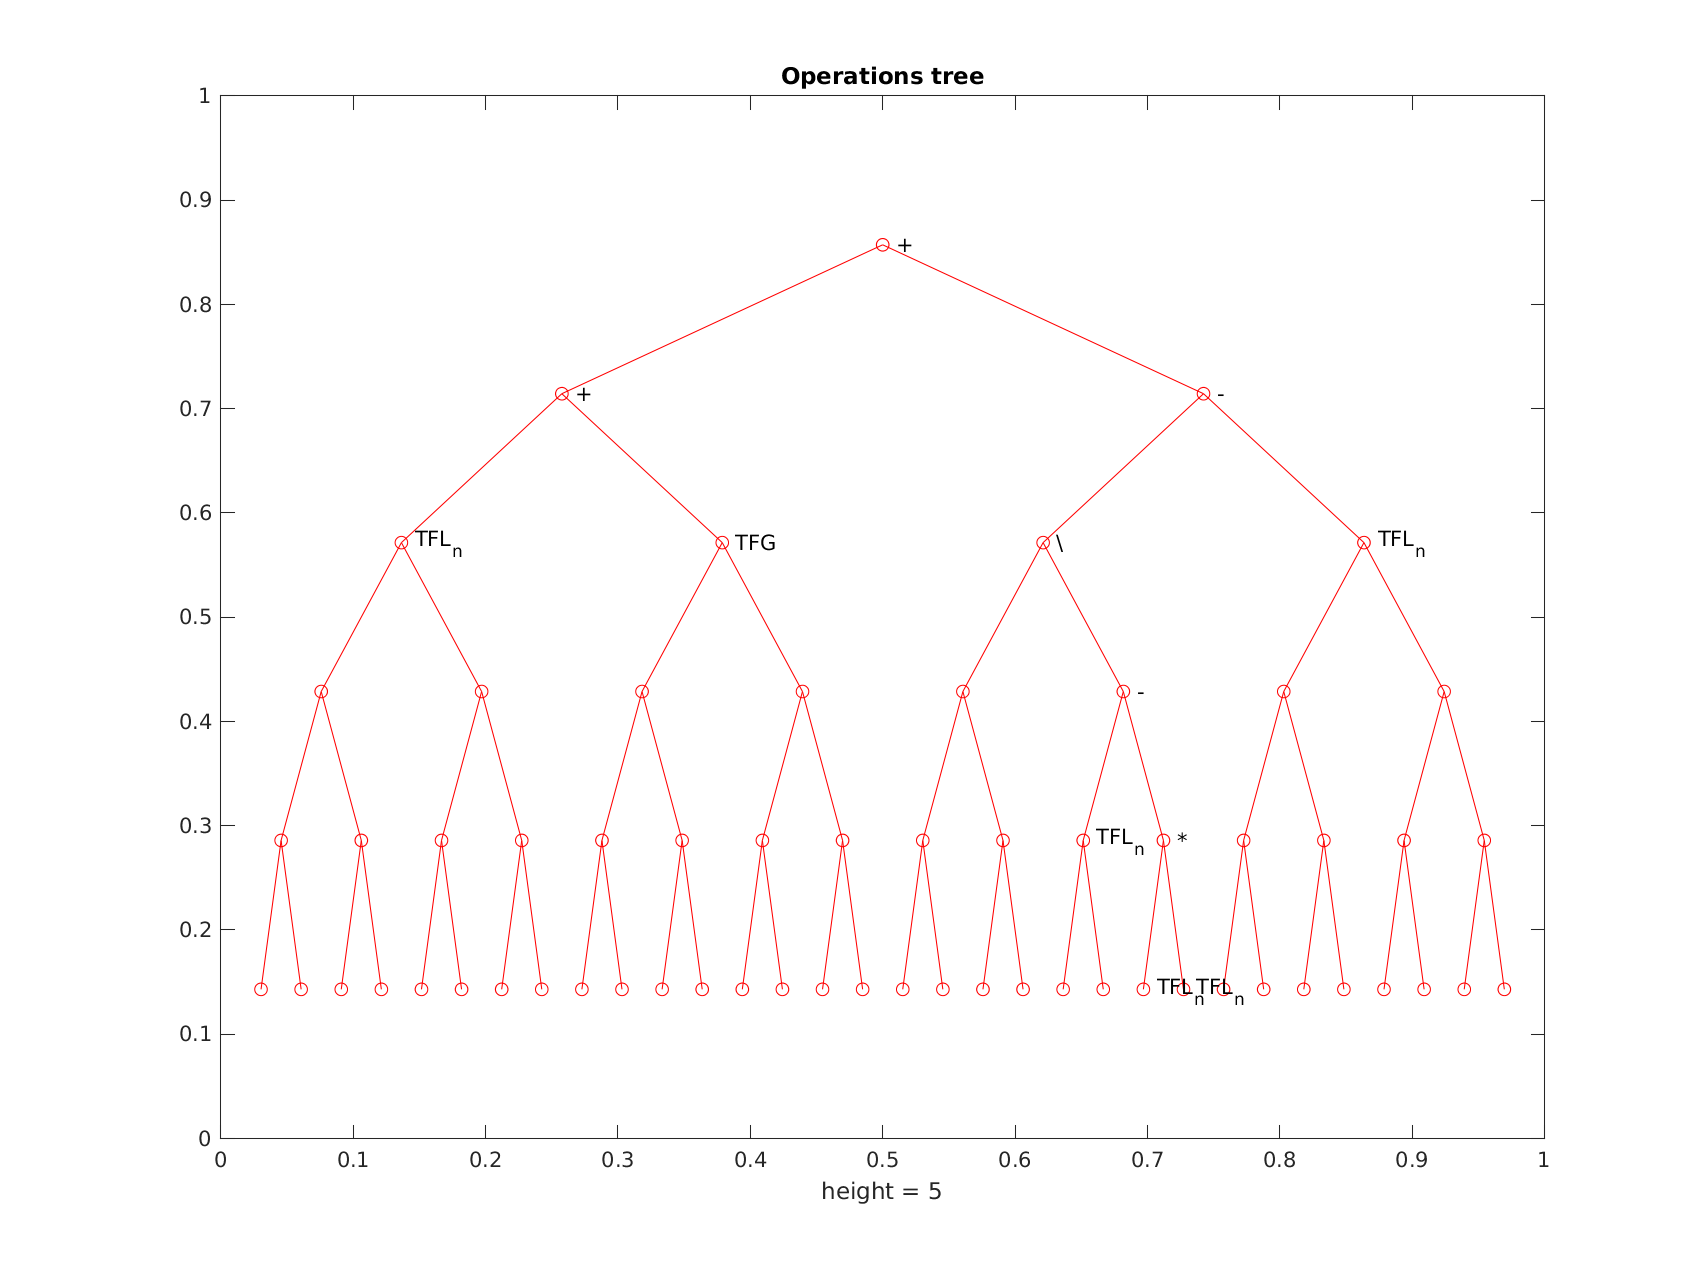 Operations tree
1
0.9
+
0.8
+ -
0.7
0.6
TFLn TFG \ TFLn
0.5
-
0.4
0.3
TFLn *
0.2
TFLn TFLn
0.1
0
0 0.1 0.2 0.3 0.4 0.5 0.6 0.7 0.8 0.9 1
height = 5